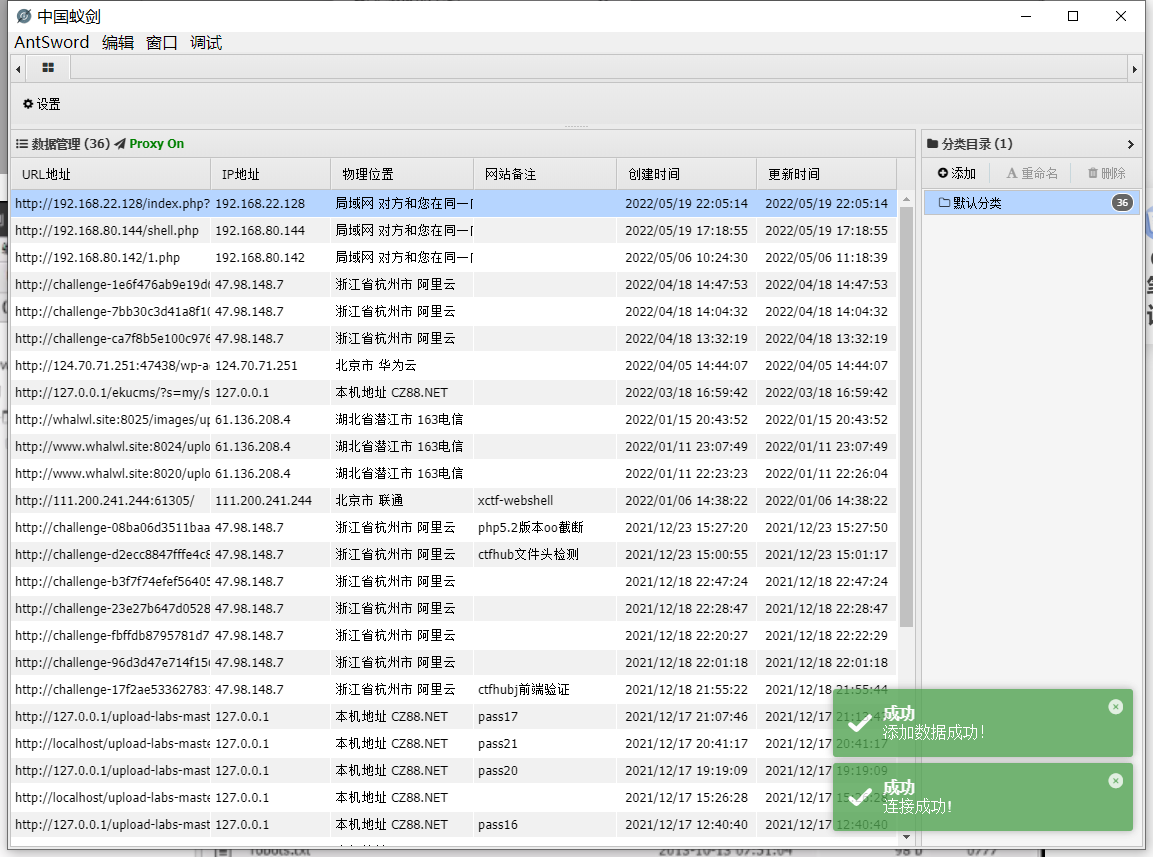 中国蚁剑
AntSword 编辑 窗口 调试
设置
数据管理 (36) Proxy On
URL地址 IP地址 物理位置 网站备注 创建时间 更新时间
http://192.168.22.128/index.php? 192.168.22.128 局域网 对方和您在同一 2022/05/19 22:05:14 2022/05/19 22:05:14
http://192.168.80.144/shell.php 192.168.80.144 局域网 对方和您在同一 2022/05/19 17:18:55 2022/05/19 17:18:55
http://192.168.80.142/1.php 192.168.80.142 局域网 对方和您在同一 2022/05/06 10:24:30 2022/05/06 11:18:39
http://challenge-1e6f476ab9e19d 47.98.148.7 浙江省杭州市 阿里云 2022/04/18 14:47:53 2022/04/18 14:47:53
http://challenge-7bb30c3d41a8f1 47.98.148.7 浙江省杭州市 阿里云 2022/04/18 14:04:32 2022/04/18 14:04:32
http://challenge-ca7f8b5e100c976 47.98.148.7 浙江省杭州市 阿里云 2022/04/18 13:32:19 2022/04/18 13:32:19
http://124.70.71.251:47438/wp-a 124.70.71.251 北京市 华为云 2022/04/05 14:44:07 2022/04/05 14:44:07
http://127.0.0.1/ekucms/?s=my/s 127.0.0.1 本机地址 CZ88.NET 2022/03/18 16:59:42 2022/03/18 16:59:42
http://whalwl.site:8025/images/up 61.136.208.4 湖北省潜江市 163电信 2022/01/15 20:43:52 2022/01/15 20:43:52
http://www.whalwl.site:8024/uplo 61.136.208.4 湖北省潜江市 163电信 2022/01/11 23:07:49 2022/01/11 23:07:49
http://www.whalwl.site:8020/uplo 61.136.208.4 湖北省潜江市 163电信 2022/01/11 22:23:23 2022/01/11 22:26:04
http://111.200.241.244:61305/ 111.200.241.244 北京市 联通 xctf-webshell 2022/01/06 14:38:22 2022/01/06 14:38:22
http://challenge-08ba06d3511baa 47.98.148.7 浙江省杭州市 阿里云 php5.2版本oo截断 2021/12/23 15:27:20 2021/12/23 15:27:50
http://challenge-d2ecc8847fffe4c8 47.98.148.7 浙江省杭州市 阿里云 ctfhub文件头检测 2021/12/23 15:00:55 2021/12/23 15:01:17
http://challenge-b3f7f74efef56405 47.98.148.7 浙江省杭州市 阿里云 2021/12/18 22:47:24 2021/12/18 22:47:24
http://challenge-23e27b647d0528 47.98.148.7 浙江省杭州市 阿里云 2021/12/18 22:28:47 2021/12/18 22:28:47
http://challenge-fbffdb8795781d7 47.98.148.7 浙江省杭州市 阿里云 2021/12/18 22:20:27 2021/12/18 22:22:29
http://challenge-96d3d47e714f15 47.98.148.7 浙江省杭州市 阿里云 2021/12/18 22:01:18 2021/12/18 22:01:18
http://challenge-17f2ae533627831 47.98.148.7 浙江省杭州市 阿里云 ctfhubj前端验证 2021/12/18 21:55:22 2021/12/18 21:55:44
http://127.0.0.1/upload-labs-mast 127.0.0.1 本机地址 CZ88.NET pass17 2021/12/17 21:07:46 2021/12/17
http://localhost/upload-labs-maste 127.0.0.1 本机地址 CZ88.NET pass21 2021/12/17 20:41:17 2021/12/17 20:41:17
http://127.0.0.1/upload-labs-mast 127.0.0.1 本机地址 CZ88.NET pass20 2021/12/17 19:19:09 2021/12/17 19:19:09
http://localhost/upload-labs-maste 127.0.0.1 本机地址 CZ88.NET 2021/12/17 15:26:28 2021/12/17
http://127.0.0.1/upload-labs-mast 127.0.0.1 本机地址 CZ88.NET pass16 2021/12/17 12:40:40 2021/12/17 12:40:40
分类目录 (1)
添加 重命名 删除
默认分类 36
成功
添加数据成功!
成功
连接成功!